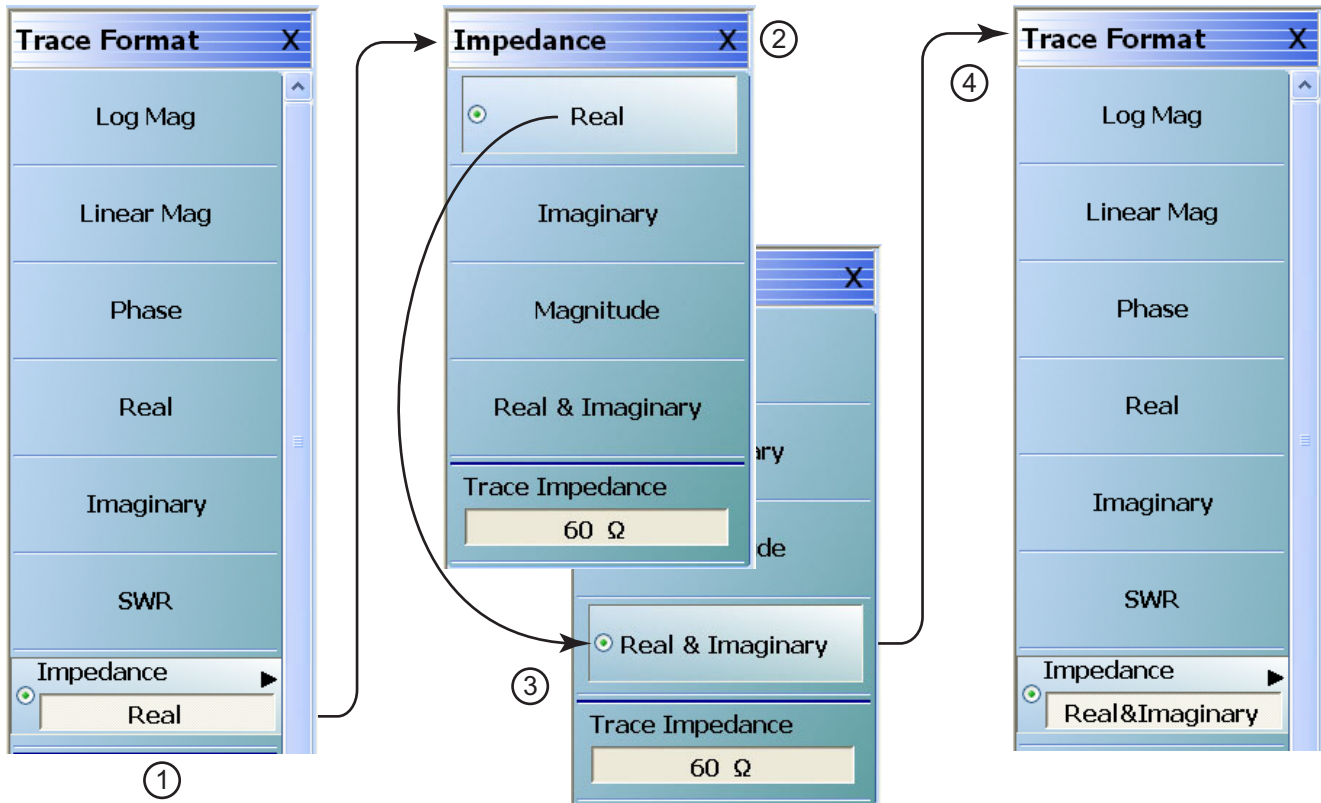 Trace Format X
Log Mag
Linear Mag
Phase
Real
Imaginary
SWR
Impedance
Real
1
Impedance X
2
Real
Imaginary
Magnitude
Real & Imaginary
Trace Impedance
60 Ω
X
ary
de
Real & Imaginary
3
Trace Impedance
60 Ω
Trace Format X
4
Log Mag
Linear Mag
Phase
Real
Imaginary
SWR
Impedance
Real&Imaginary